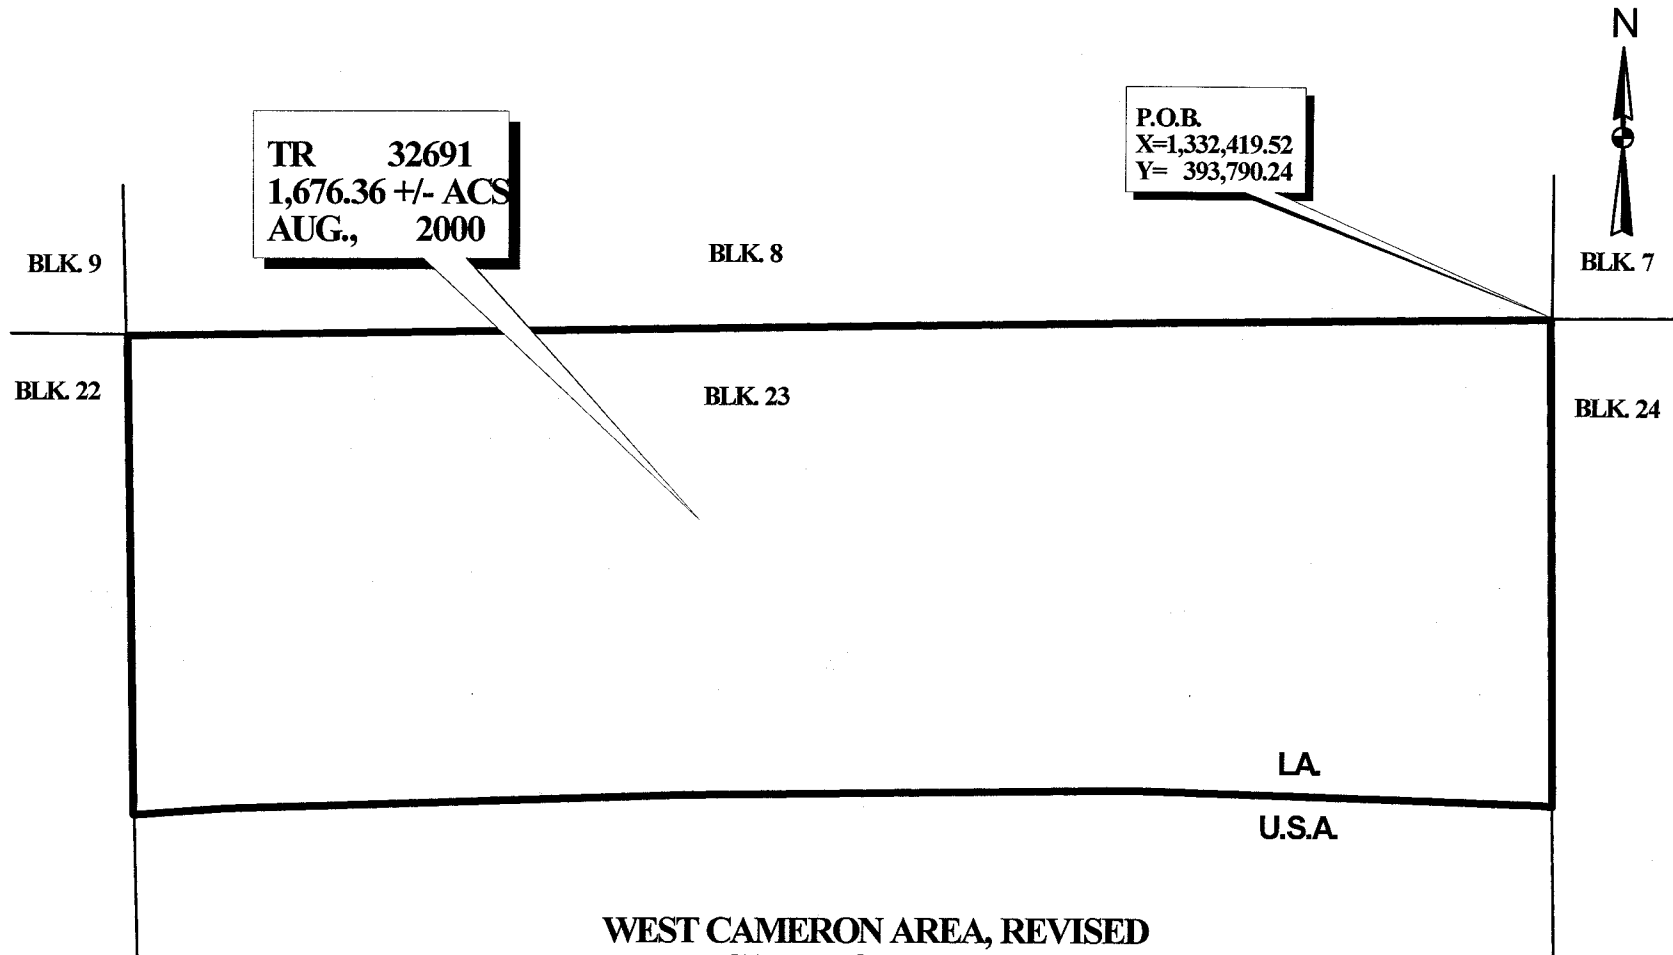 N
TR 32691
1,676.36 +/- ACS
AUG., 2000
P.O.B.
X=1,332,419.52
Y= 393,790.24
BLK. 9
BLK. 8
BLK. 7
BLK. 22
BLK. 23
BLK. 24
LA.
U.S.A.
WEST CAMERON AREA, REVISED